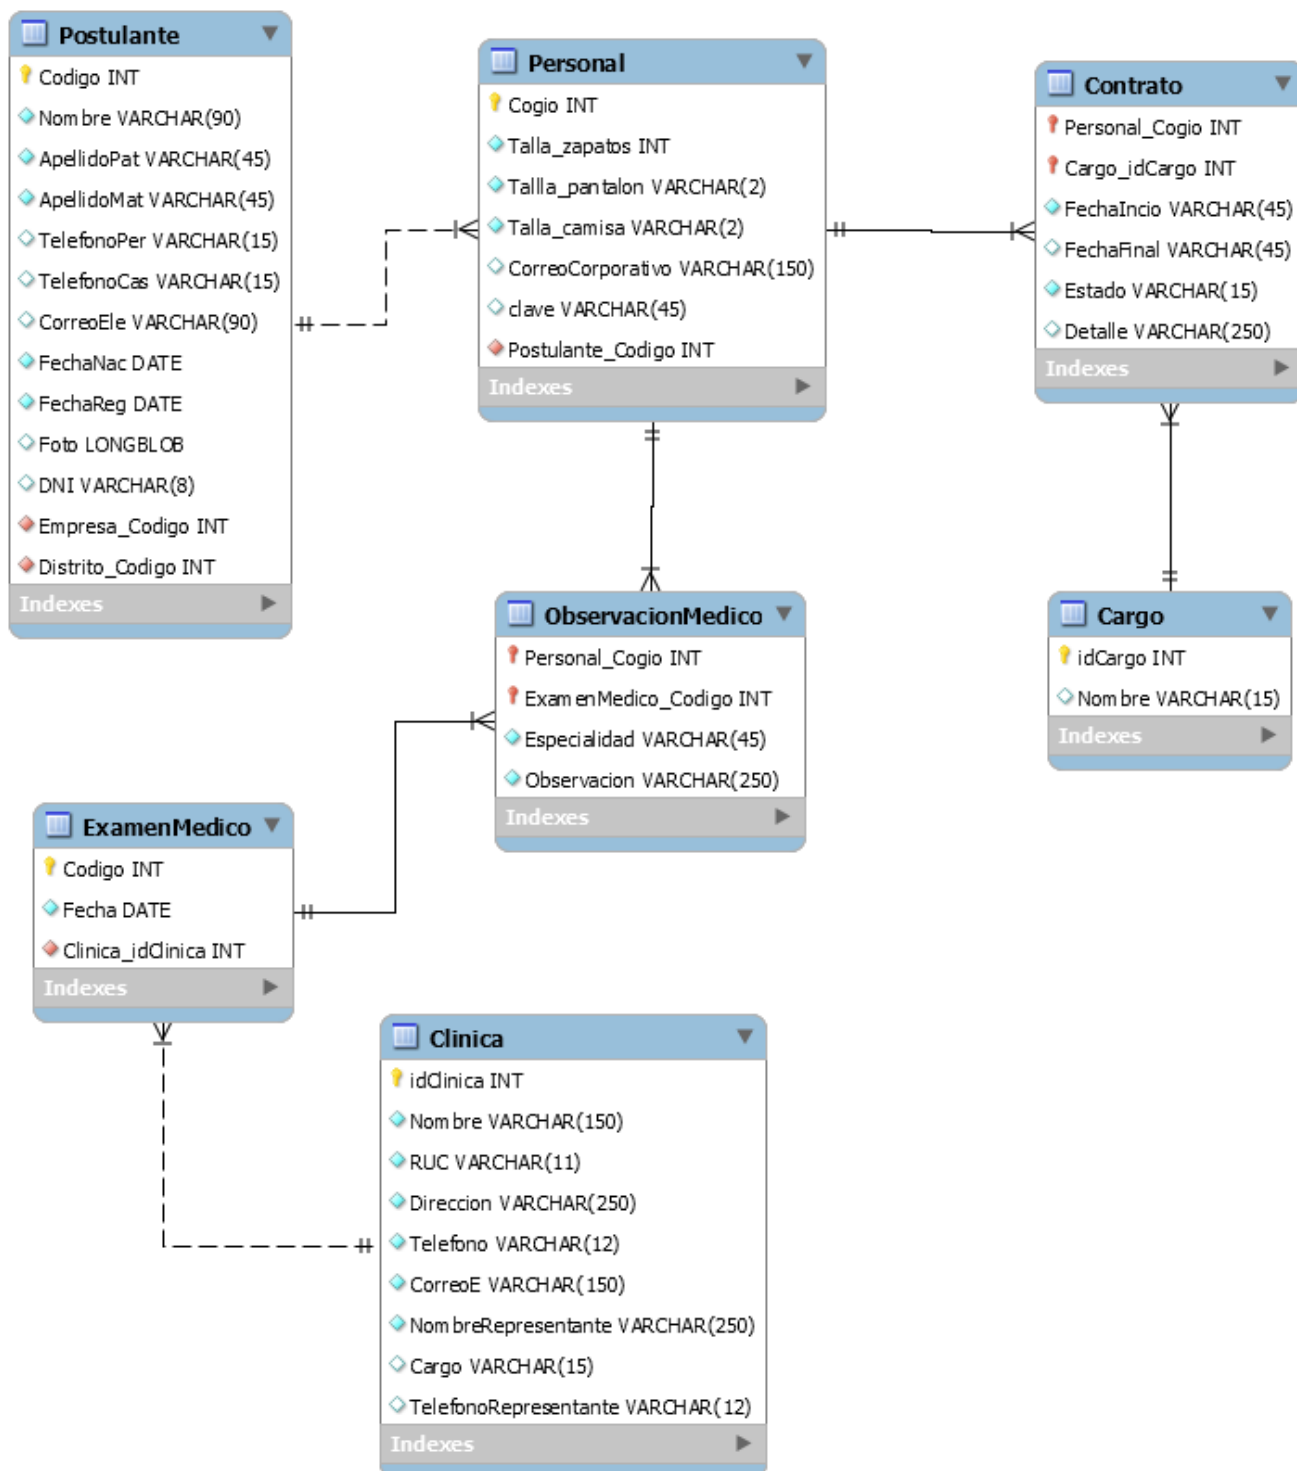 Postulante
Codigo INT
Nombre VARCHAR(90)
ApellidoPat VARCHAR(45)
ApellidoMat VARCHAR(45)
TelefonoPer VARCHAR(15)
TelefonoCas VARCHAR(15)
CorreoEle VARCHAR(90)
FechaNac DATE
FechaReg DATE
Foto LONGBLOB
DNI VARCHAR(8)
Empresa_Codigo INT
Distrito_Codigo INT
Indexes
Personal
Cogio INT
Talla_zapatos INT
Tallla_pantalon VARCHAR(2)
Talla_camisa VARCHAR(2)
CorreoCorporativo VARCHAR(150)
clave VARCHAR(45)
Postulante_Codigo INT
Indexes
Contrato
Personal_Cogio INT
Cargo_idCargo INT
FechaIncio VARCHAR(45)
FechaFinal VARCHAR(45)
Estado VARCHAR(15)
Detalle VARCHAR(250)
Indexes
ObservacionMedico
Personal_Cogio INT
ExamenMedico_Codigo INT
Especialidad VARCHAR(45)
Observacion VARCHAR(250)
Indexes
Cargo
idCargo INT
Nombre VARCHAR(15)
Indexes
ExamenMedico
Codigo INT
Fecha DATE
Clinica_idClinica INT
Indexes
Clinica
idClinica INT
Nombre VARCHAR(150)
RUC VARCHAR(11)
Direccion VARCHAR(250)
Telefono VARCHAR(12)
CorreoE VARCHAR(150)
NombreRepresentante VARCHAR(250)
Cargo VARCHAR(15)
TelefonoRepresentante VARCHAR(12)
Indexes